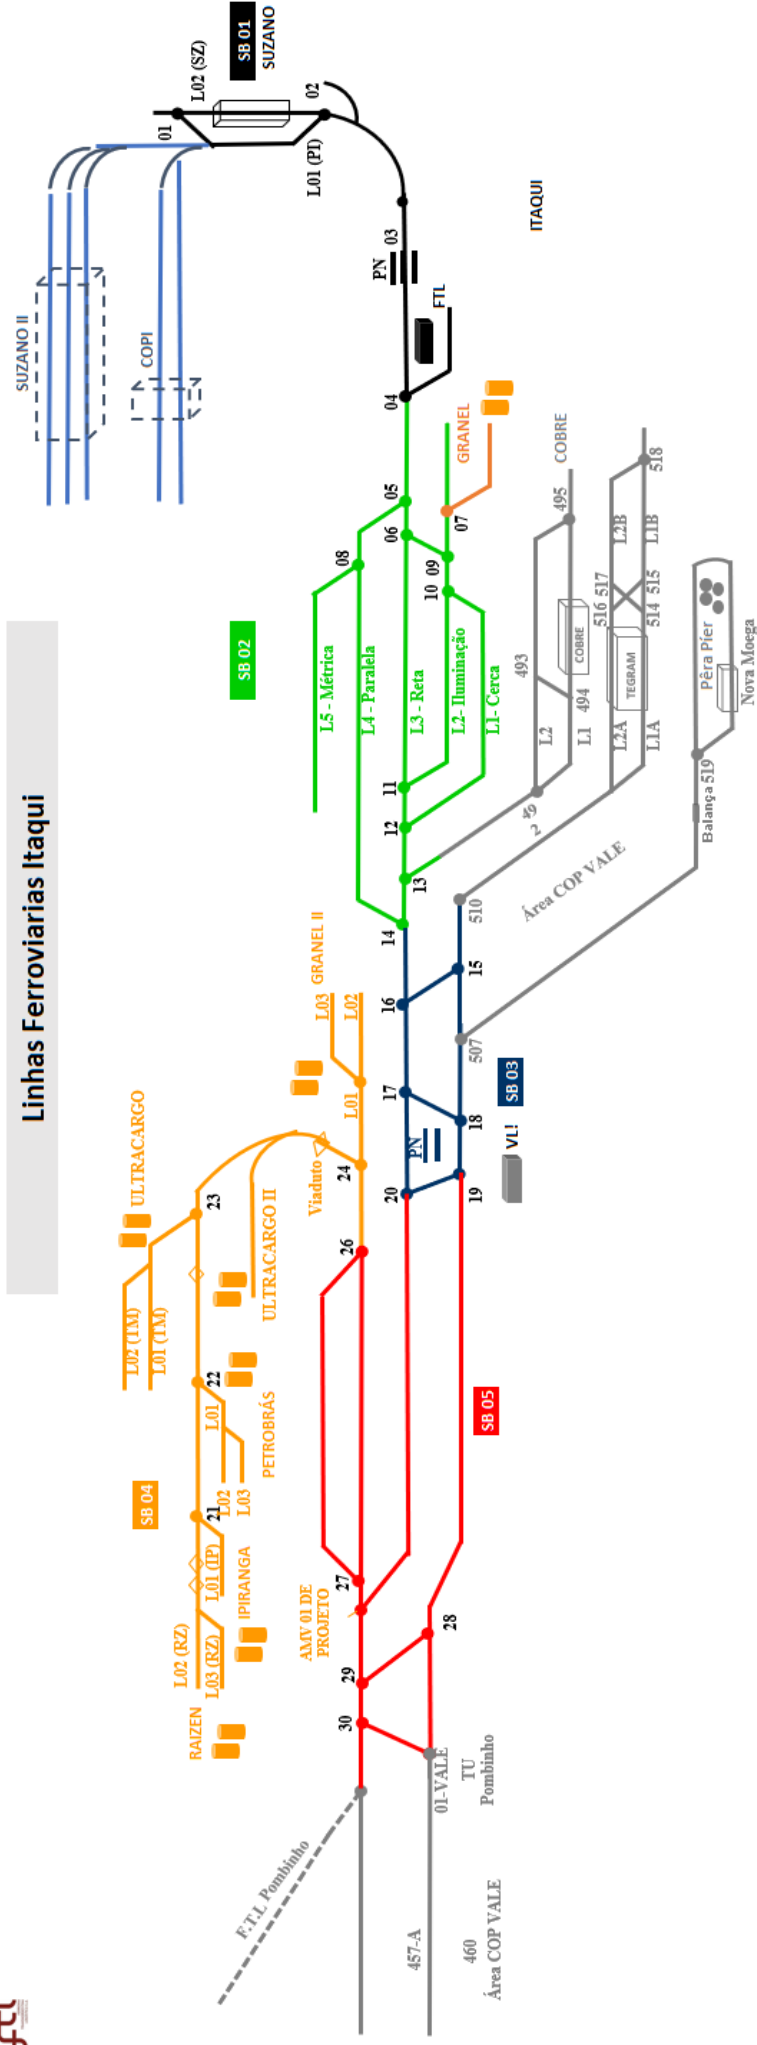 Linhas Ferroviarias Itaqui
SB 01
SUZANO
L02 (SZ)
01
02
L01 (PI)
SUZANO II
COPI
PN
03
ITAQUI
FTL
04
GRANEL
05
06
07
08
09
10
SB 02
L5 - Métrica
L4 - Paralela
L3 - Reta
L2- Iluminação
L1- Cerca
11
12
13
14
COBRE
495
493
494
COBRE
L2
L1
49
2
518
L2B
L1B
517
516
515
514
TEGRAM
L2A
L1A
Pêra Píer
Nova Moega
Balança 519
Área COP VALE
510
15
16
507
17
18
SB 03
PN
VL!
19
20
GRANEL II
L03
L02
L01
Viaduto
24
ULTRACARGO
23
ULTRACARGO II
L02 (TM)
L01 (TM)
22
L01
L02
L03
PETROBRÁS
SB 04
21
L01 (IP)
IPIRANGA
L02 (RZ)
L03 (RZ)
RAIZEN
26
SB 05
27
AMV 01 DE
PROJETO
28
29
30
01-VALE
TU
Pombinho
F.T.L Pombinho
457-A
460
Área COP VALE